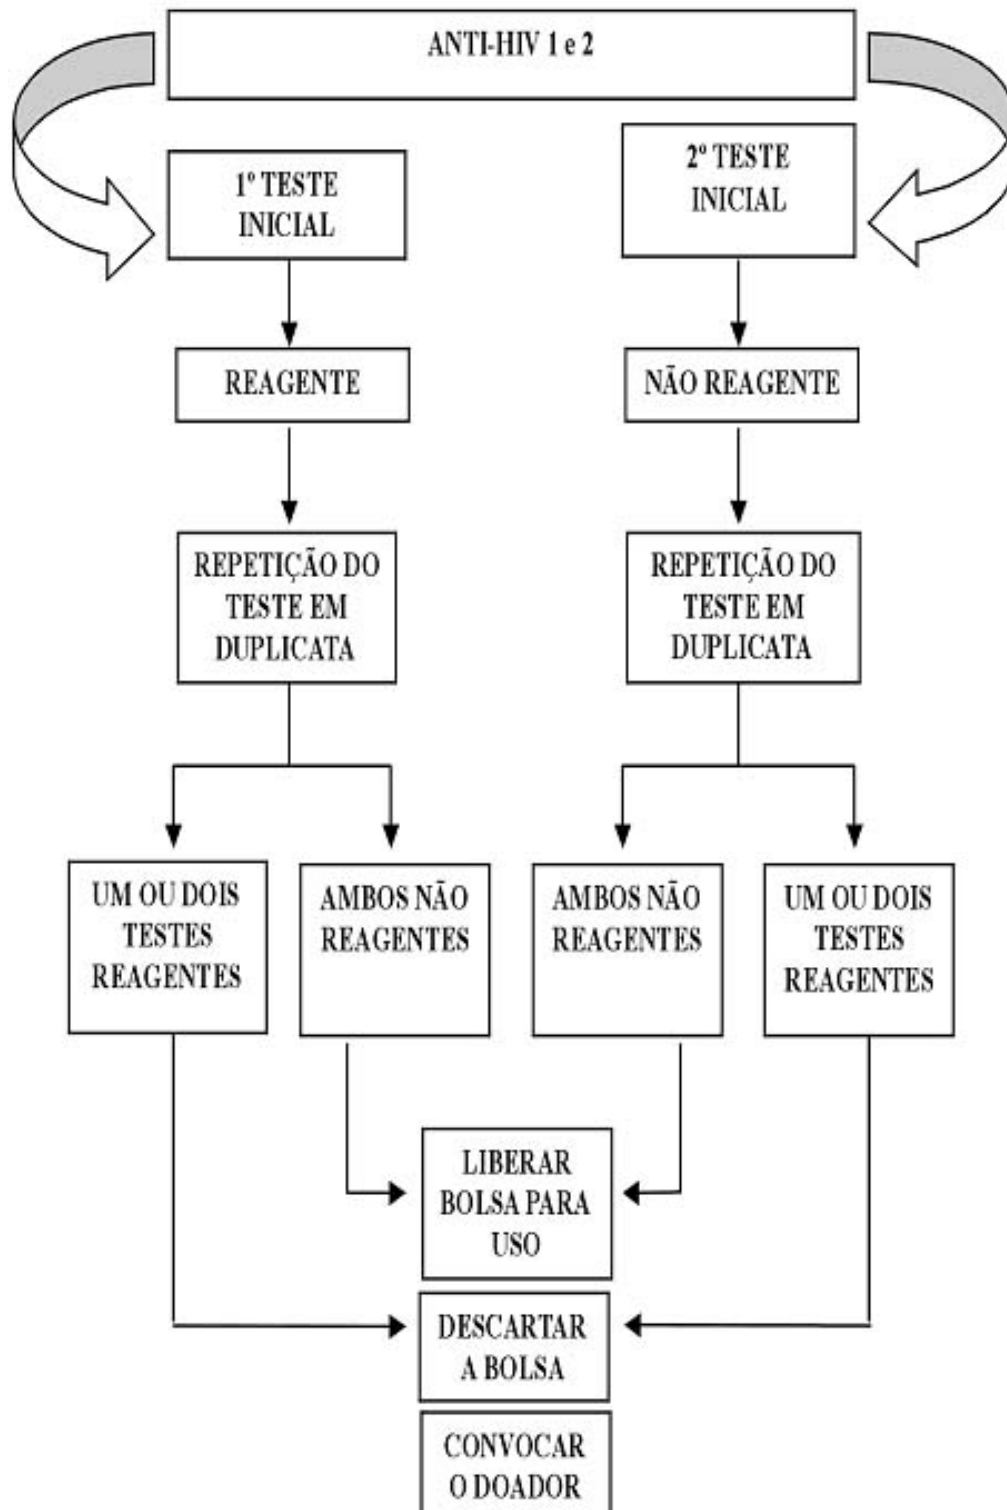 ANTI-HIV 1 e 2
1º TESTE
INICIAL
2º TESTE
INICIAL
REAGENTE
NÃO REAGENTE
REPETIÇÃO DO
TESTE EM
DUPLICATA
REPETIÇÃO DO
TESTE EM
DUPLICATA
UM OU DOIS
TESTES
REAGENTES
AMBOS NÃO
REAGENTES
AMBOS NÃO
REAGENTES
UM OU DOIS
TESTES
REAGENTES
LIBERAR
BOLSA PARA
USO
DESCARTAR
A BOLSA
CONVOCAR
O DOADOR